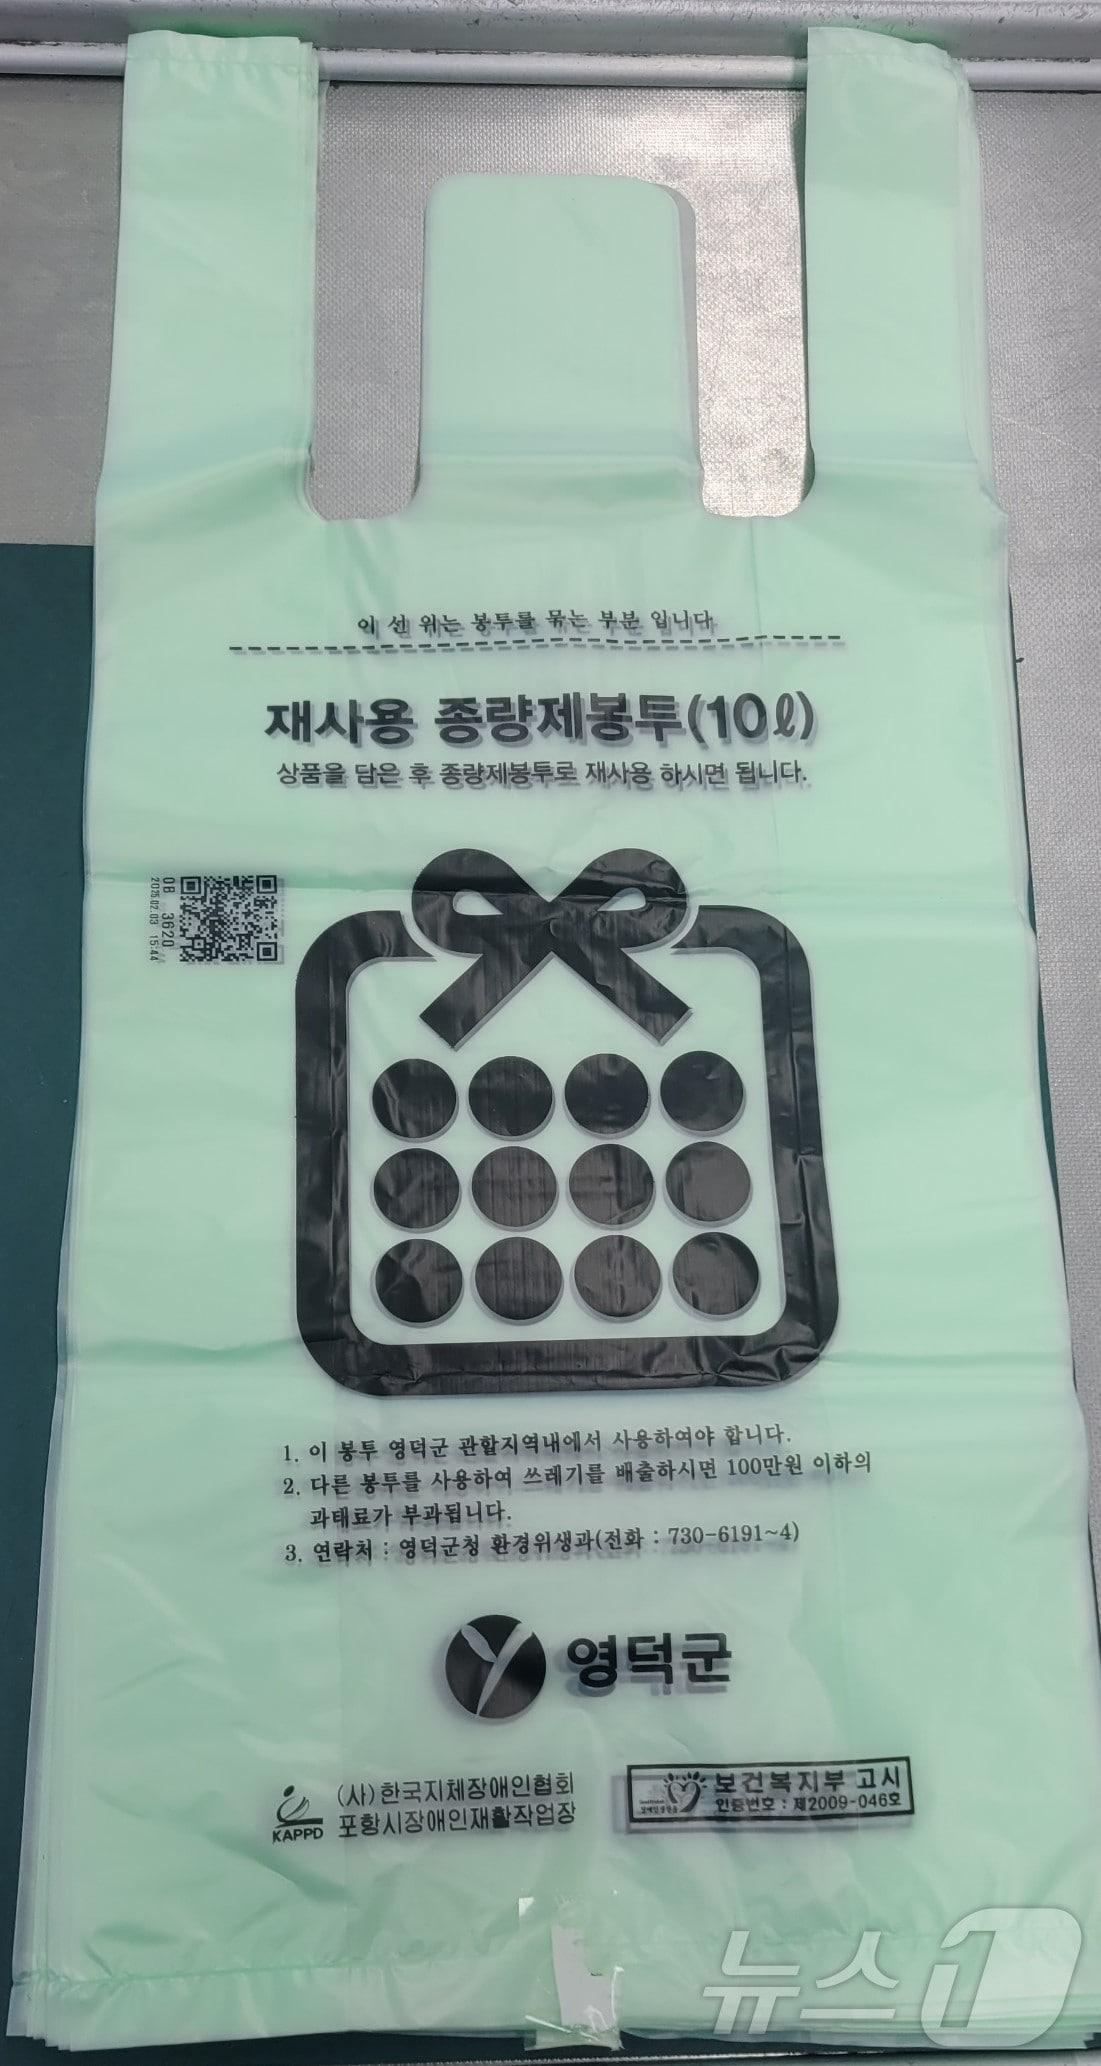 이 선 위는 봉투를 묶는 부분 입니다
재사용 종량제봉투(10ℓ)
상품을 담은 후 종량제봉투로 재사용 하시면 됩니다.
08 3620
2025.02.03 15:44
1. 이 봉투 영덕군 관할지역내에서 사용하여야 합니다.
2. 다른 봉투를 사용하여 쓰레기를 배출하시면 100만원 이하의
과태료가 부과됩니다.
3. 연락처 : 영덕군청 환경위생과(전화 : 730-6191~4)
영덕군
KAPPD
(사)한국지체장애인협회
포항시장애인재활작업장
보건복지부 고시
인증번호 : 제2009-046호
뉴스1